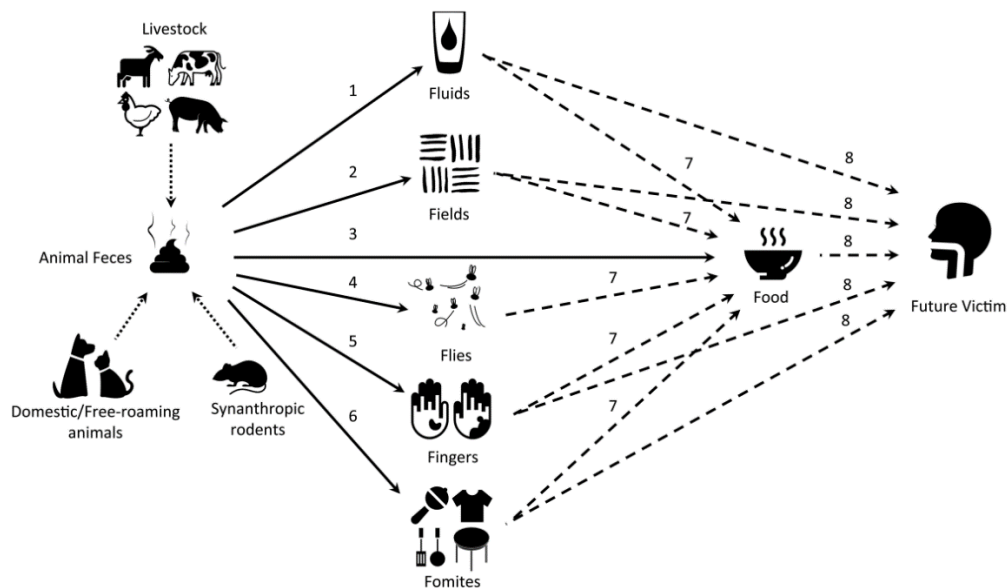 Livestock
Fluids
1
2
3
4
5
6
Fields
Animal Feces
Flies
Domestic/Free-roaming
animals
Synanthropic
rodents
Fingers
Fomites
7
7
7
7
7
8
8
8
8
8
Food
Future Victim